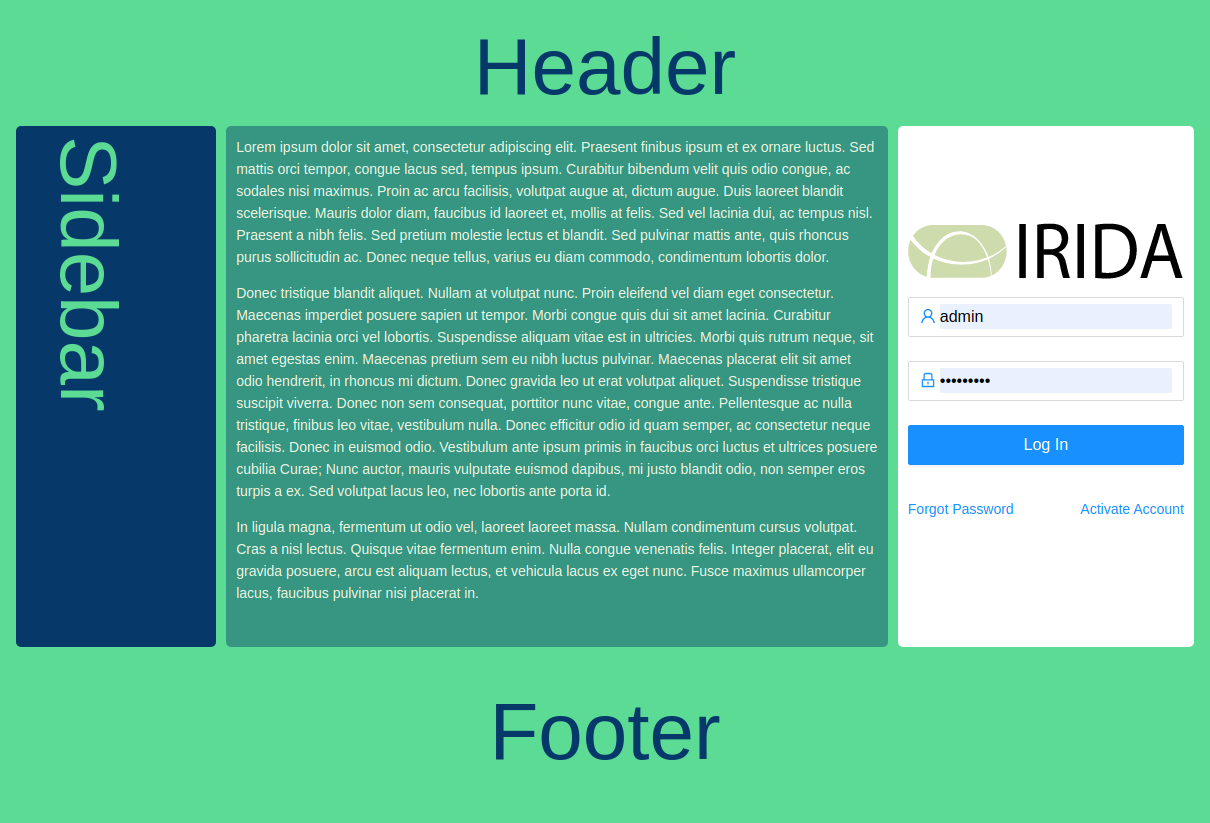 Header
Sidebar
Lorem ipsum dolor sit amet, consectetur adipiscing elit. Praesent finibus ipsum et ex ornare luctus. Sed
mattis orci tempor, congue lacus sed, tempus ipsum. Curabitur bibendum velit quis odio congue, ac
sodales nisi maximus. Proin ac arcu facilisis, volutpat augue at, dictum augue. Duis laoreet blandit
scelerisque. Mauris dolor diam, faucibus id laoreet et, mollis at felis. Sed vel lacinia dui, ac tempus nisl.
Praesent a nibh felis. Sed pretium molestie lectus et blandit. Sed pulvinar mattis ante, quis rhoncus
purus sollicitudin ac. Donec neque tellus, varius eu diam commodo, condimentum lobortis dolor.
Donec tristique blandit aliquet. Nullam at volutpat nunc. Proin eleifend vel diam eget consectetur.
Maecenas imperdiet posuere sapien ut tempor. Morbi congue quis dui sit amet lacinia. Curabitur
pharetra lacinia orci vel lobortis. Suspendisse aliquam vitae est in ultricies. Morbi quis rutrum neque, sit
amet egestas enim. Maecenas pretium sem eu nibh luctus pulvinar. Maecenas placerat elit sit amet
odio hendrerit, in rhoncus mi dictum. Donec gravida leo ut erat volutpat aliquet. Suspendisse tristique
suscipit viverra. Donec non sem consequat, porttitor nunc vitae, congue ante. Pellentesque ac nulla
tristique, finibus leo vitae, vestibulum nulla. Donec efficitur odio id quam semper, ac consectetur neque
facilisis. Donec in euismod odio. Vestibulum ante ipsum primis in faucibus orci luctus et ultrices posuere
cubilia Curae; Nunc auctor, mauris vulputate euismod dapibus, mi justo blandit odio, non semper eros
turpis a ex. Sed volutpat lacus leo, nec lobortis ante porta id.
In ligula magna, fermentum ut odio vel, laoreet laoreet massa. Nullam condimentum cursus volutpat.
Cras a nisl lectus. Quisque vitae fermentum enim. Nulla congue venenatis felis. Integer placerat, elit eu
gravida posuere, arcu est aliquam lectus, et vehicula lacus ex eget nunc. Fusce maximus ullamcorper
lacus, faucibus pulvinar nisi placerat in.
IRIDA
admin
•••••••••
Log In
Forgot Password Activate Account
Footer